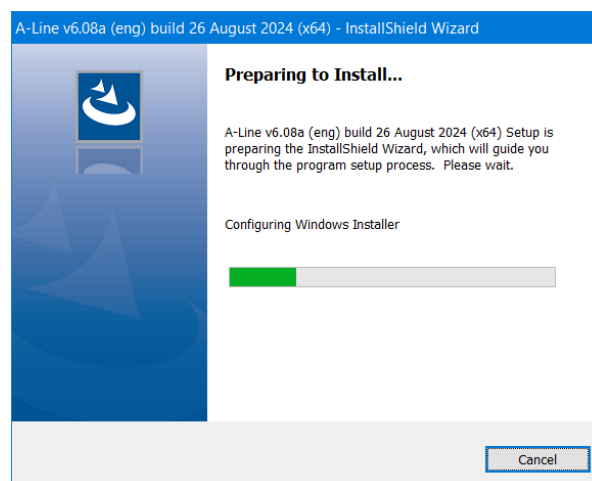 A-Line v6.08a (eng) build 26 August 2024 (x64) - InstallShield Wizard
Preparing to Install...
A-Line v6.08a (eng) build 26 August 2024 (x64) Setup is
preparing the InstallShield Wizard, which will guide you
through the program setup process.  Please wait.
Configuring Windows Installer
Cancel